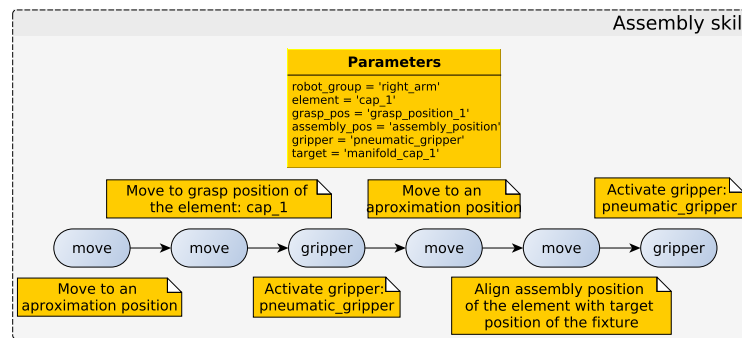 Assembly skil
Parameters
robot_group = 'right_arm'
element = 'cap_1'
grasp_pos = 'grasp_position_1'
assembly_pos = 'assembly_position'
gripper = 'pneumatic_gripper'
target = 'manifold_cap_1'
Move to grasp position of
the element: cap_1
Move to an
aproximation position
Activate gripper:
pneumatic_gripper
move
move
gripper
move
move
gripper
Move to an
aproximation position
Activate gripper:
pneumatic_gripper
Align assembly position
of the element with target
position of the fixture